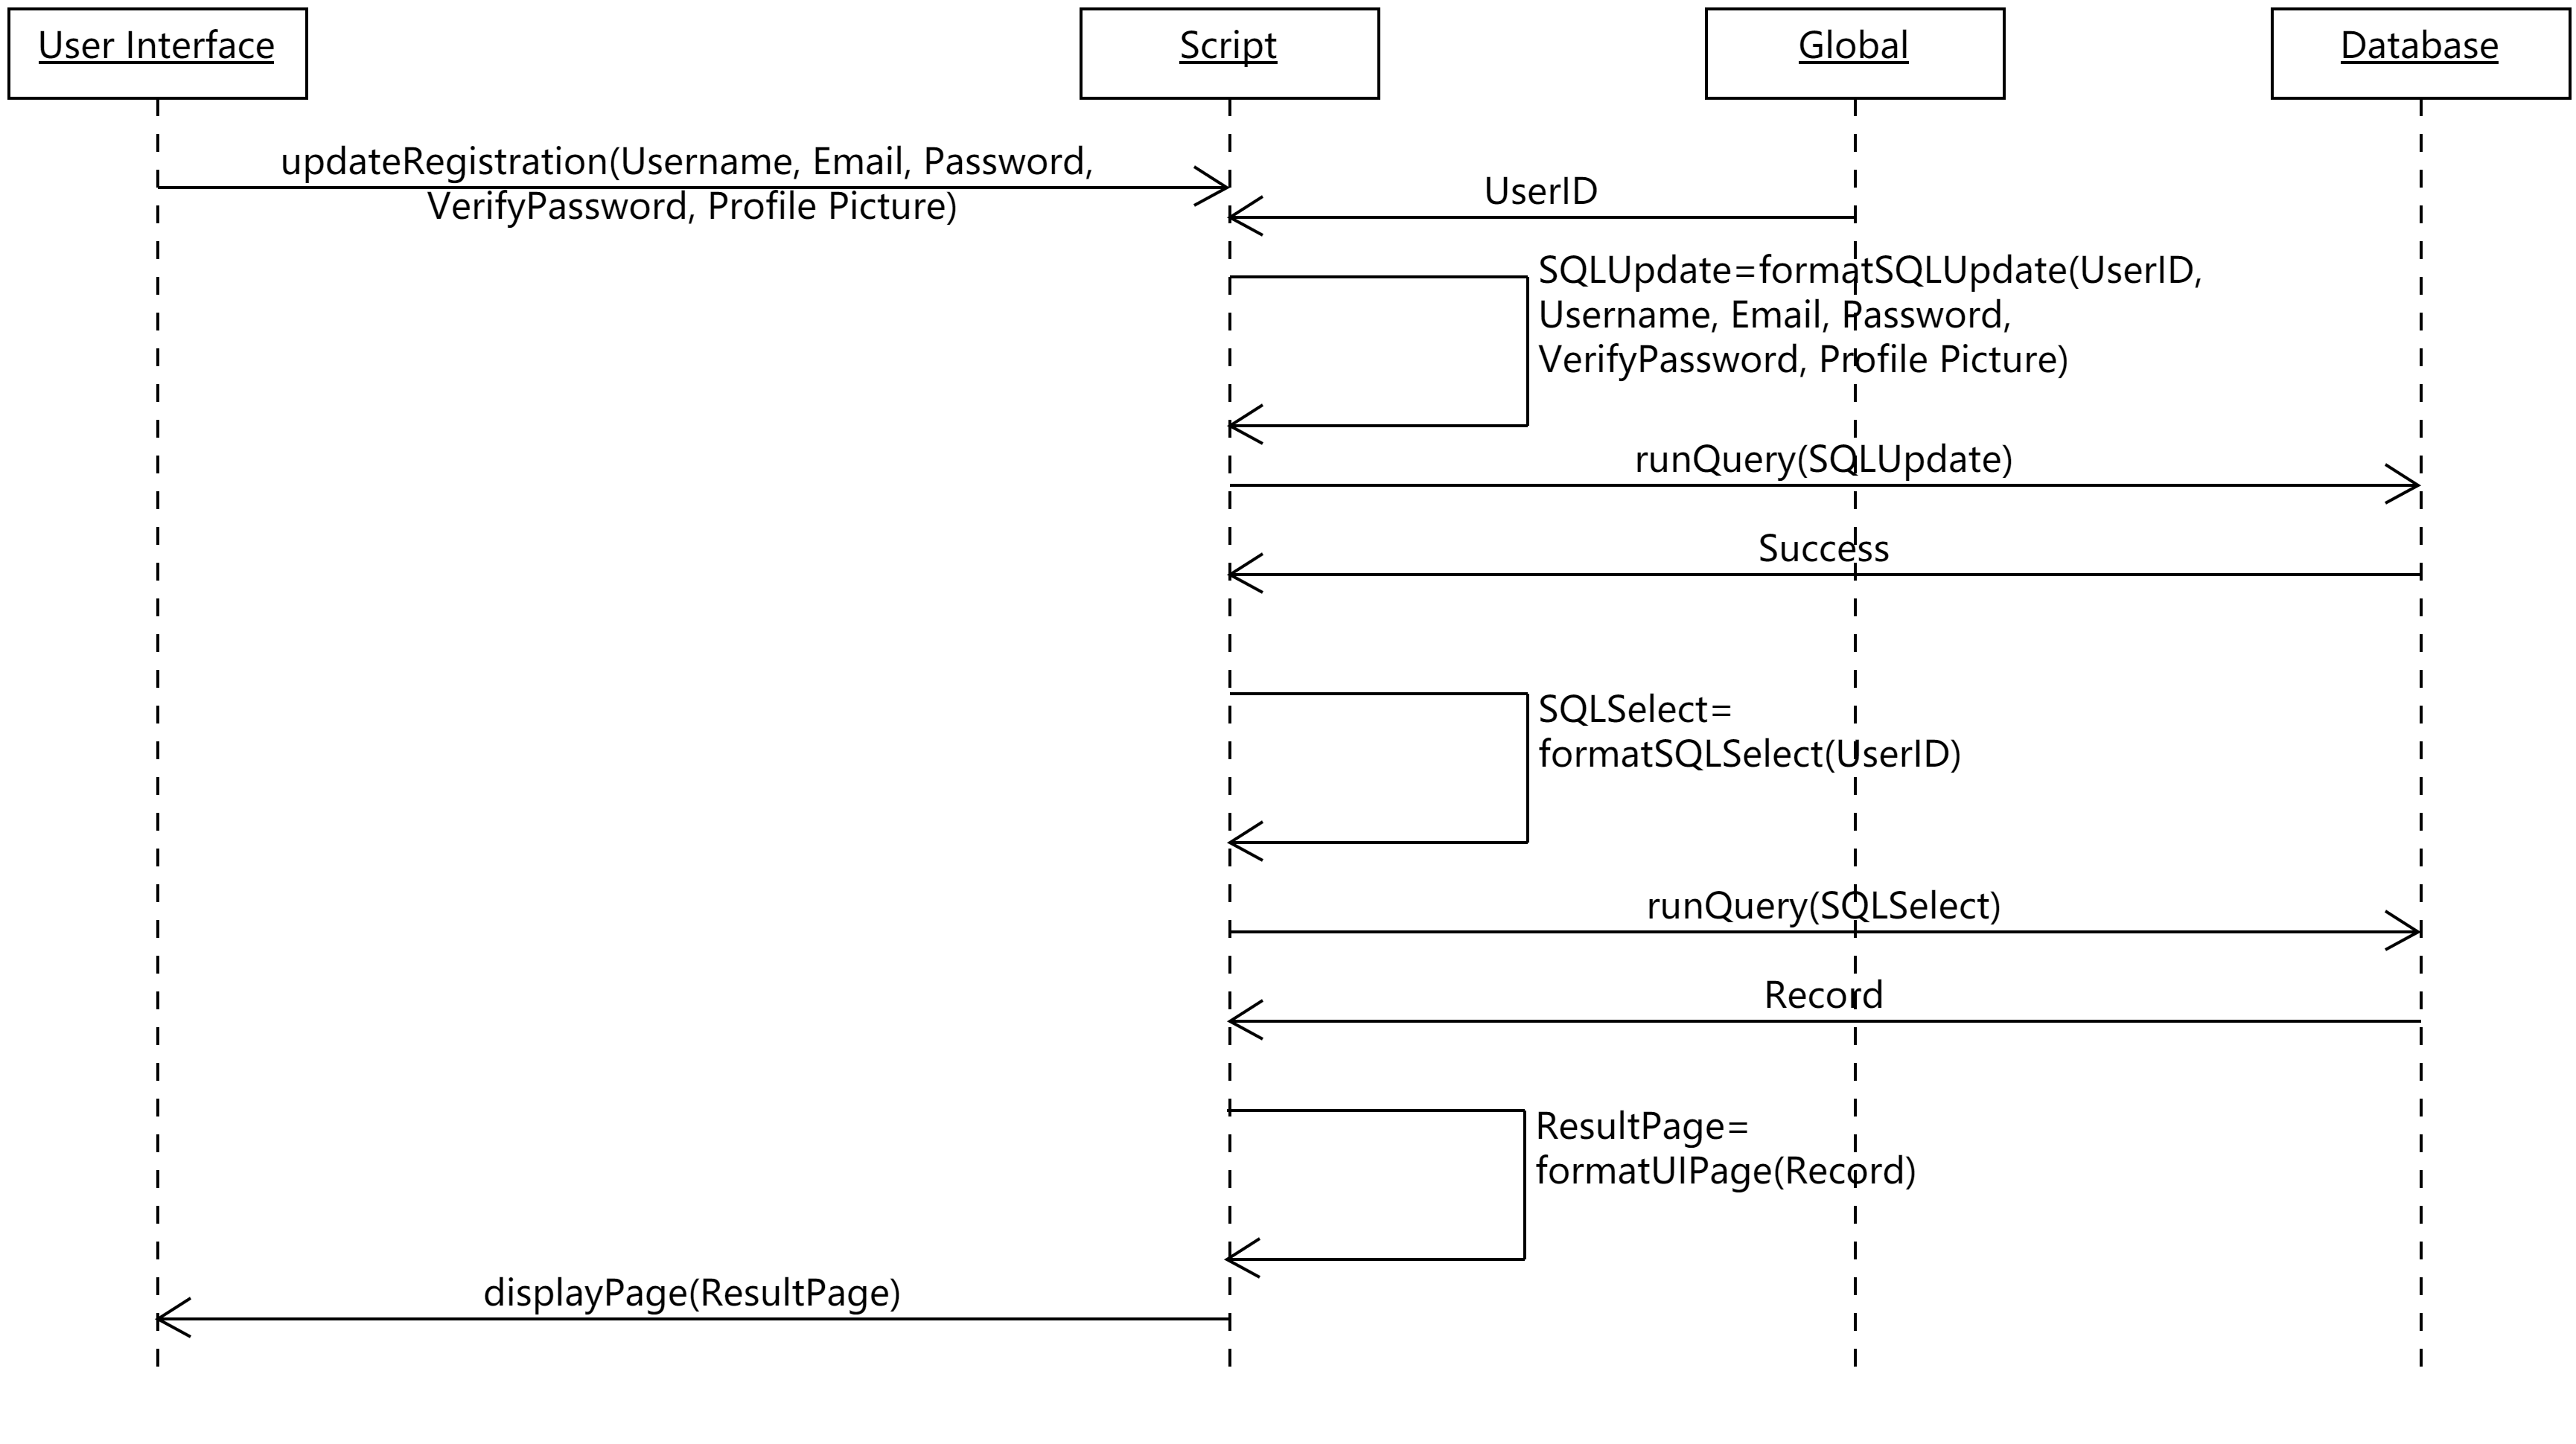 User Interface
Script
Global
Database
updateRegistration(Username, Email, Password,
VerifyPassword, Profile Picture)
UserID
SQLUpdate=formatSQLUpdate(UserID,
Username, Email, Password,
VerifyPassword, Profile Picture)
runQuery(SQLUpdate)
Success
SQLSelect=
formatSQLSelect(UserID)
runQuery(SQLSelect)
Record
ResultPage=
formatUIPage(Record)
displayPage(ResultPage)